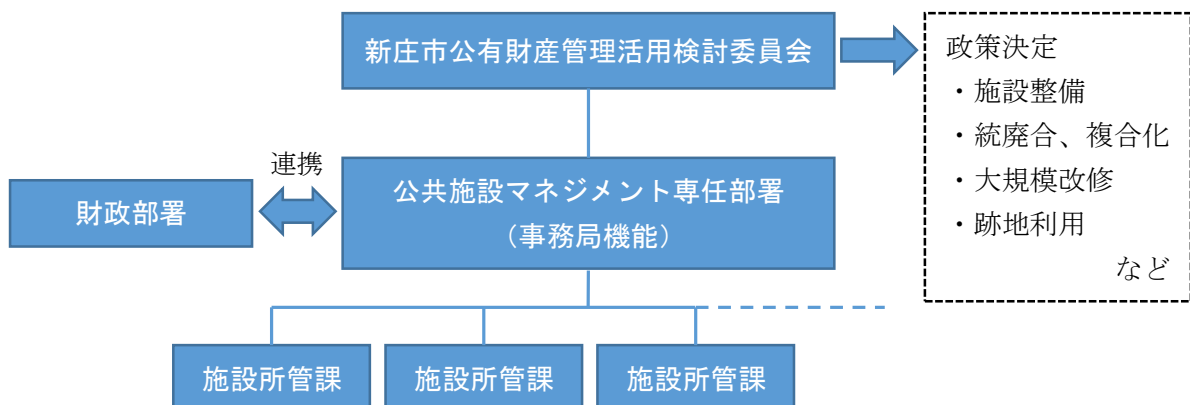 新庄市公有財産管理活用検討委員会
政策決定
・施設整備
・統廃合、複合化
・大規模改修
・跡地利用
など
連携
財政部署
公共施設マネジメント専任部署
（事務局機能）
施設所管課
施設所管課
施設所管課